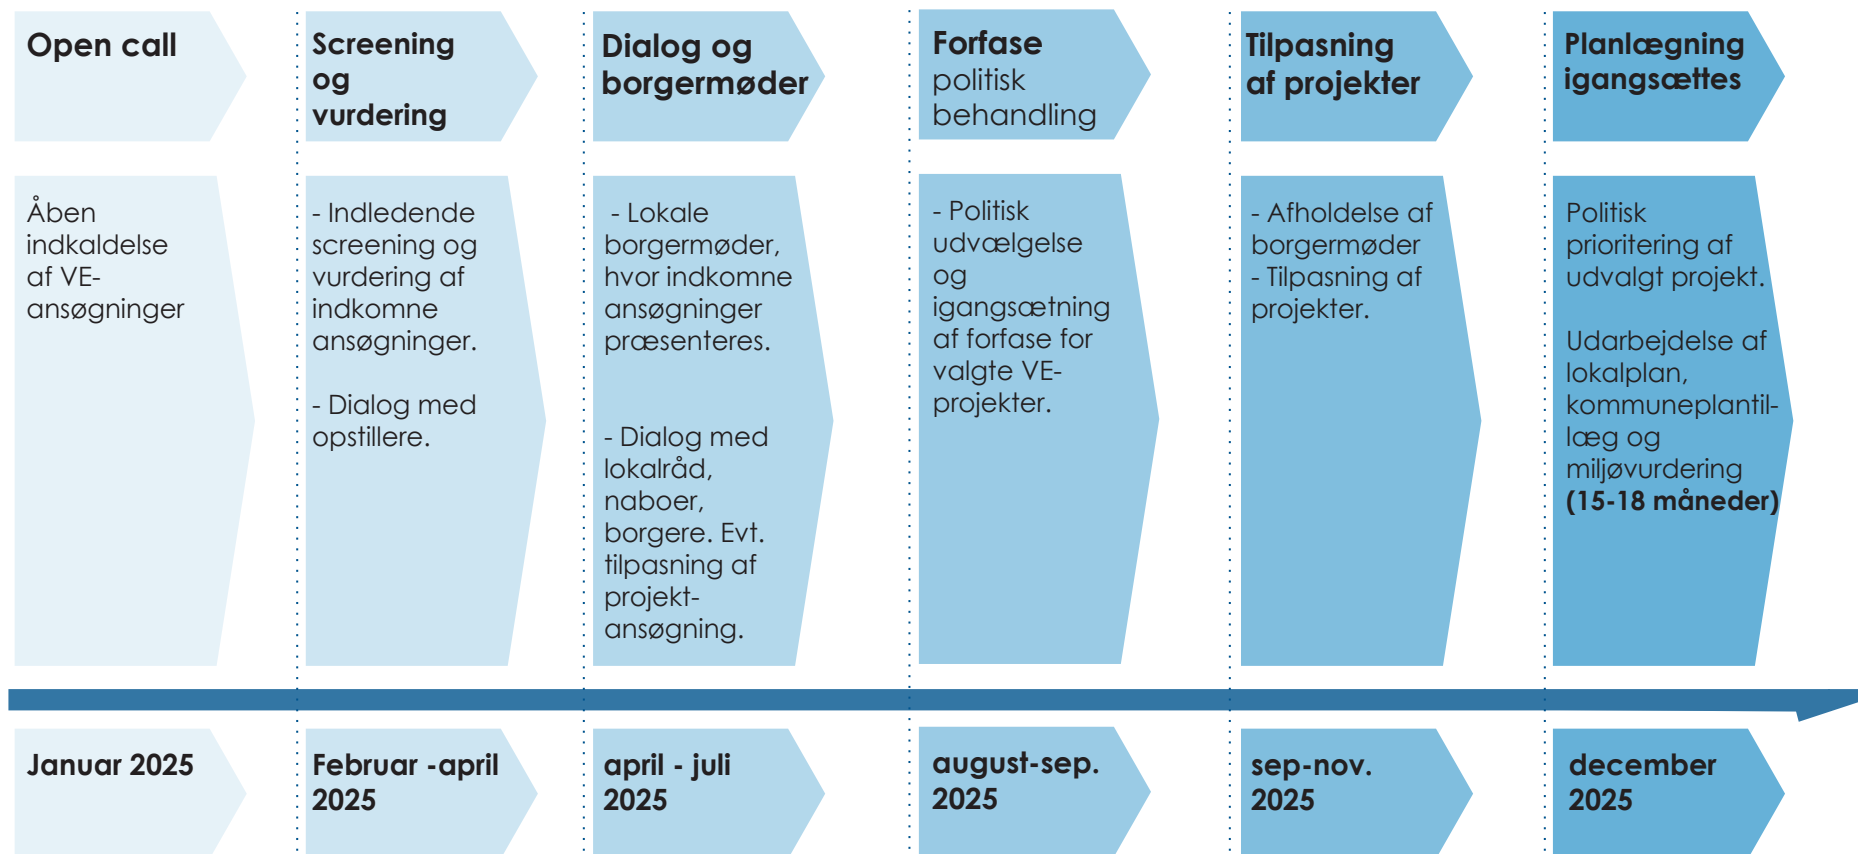 Open call
Screening
og
vurdering
Dialog og
borgermøder
Forfase
politisk
behandling
Tilpasning
af projekter
Planlægning
igangsættes
Åben
indkaldelse
af VE-
ansøgninger
- Indledende
screening og
vurdering af
indkomne
ansøgninger.
- Dialog med
opstillere.
- Lokale
borgermøder,
hvor indkomne
ansøgninger
præsenteres.
- Dialog med
lokalråd,
naboer,
borgere. Evt.
tilpasning af
projekt-
ansøgning.
- Politisk
udvælgelse
og
igangsætning
af forfase for
valgte VE-
projekter.
- Afholdelse af
borgermøder
- Tilpasning af
projekter.
Politisk
prioritering af
udvalgt projekt.
Udarbejdelse af
lokalplan,
kommuneplantil-
læg og
miljøvurdering
(15-18 måneder)
Januar 2025
Februar -april
2025
april - juli
2025
august-sep.
2025
sep-nov.
2025
december
2025